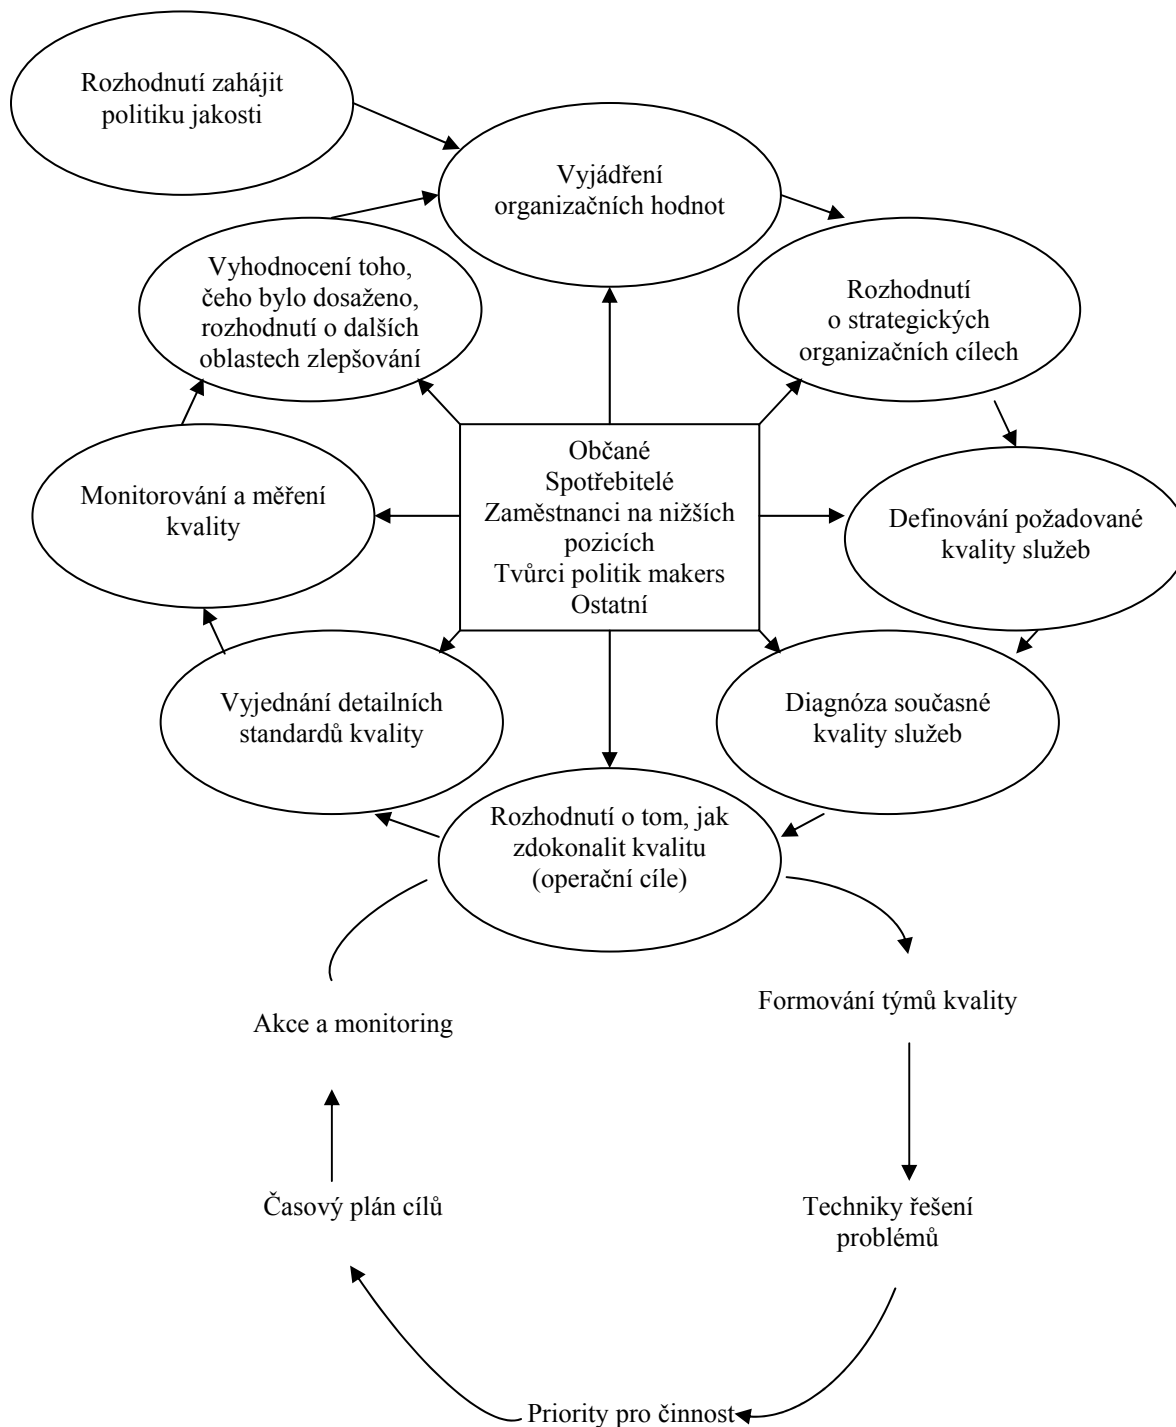 Rozhodnutí zahájit
politiku jakosti
Vyjádření
organizačních hodnot
Vyhodnocení toho,
čeho bylo dosaženo,
rozhodnutí o dalších
oblastech zlepšování
Rozhodnutí
o strategických
organizačních cílech
Občané
Spotřebitelé
Zaměstnanci na nižších
pozicích
Tvůrci politik makers
Ostatní
Monitorování a měření
kvality
Definování požadované
kvality služeb
Vyjednání detailních
standardů kvality
Diagnóza současné
kvality služeb
Rozhodnutí o tom, jak
zdokonalit kvalitu
(operační cíle)
Akce a monitoring
Formování týmů kvality
Časový plán cílů
Techniky řešení
problémů
Priority pro činnost